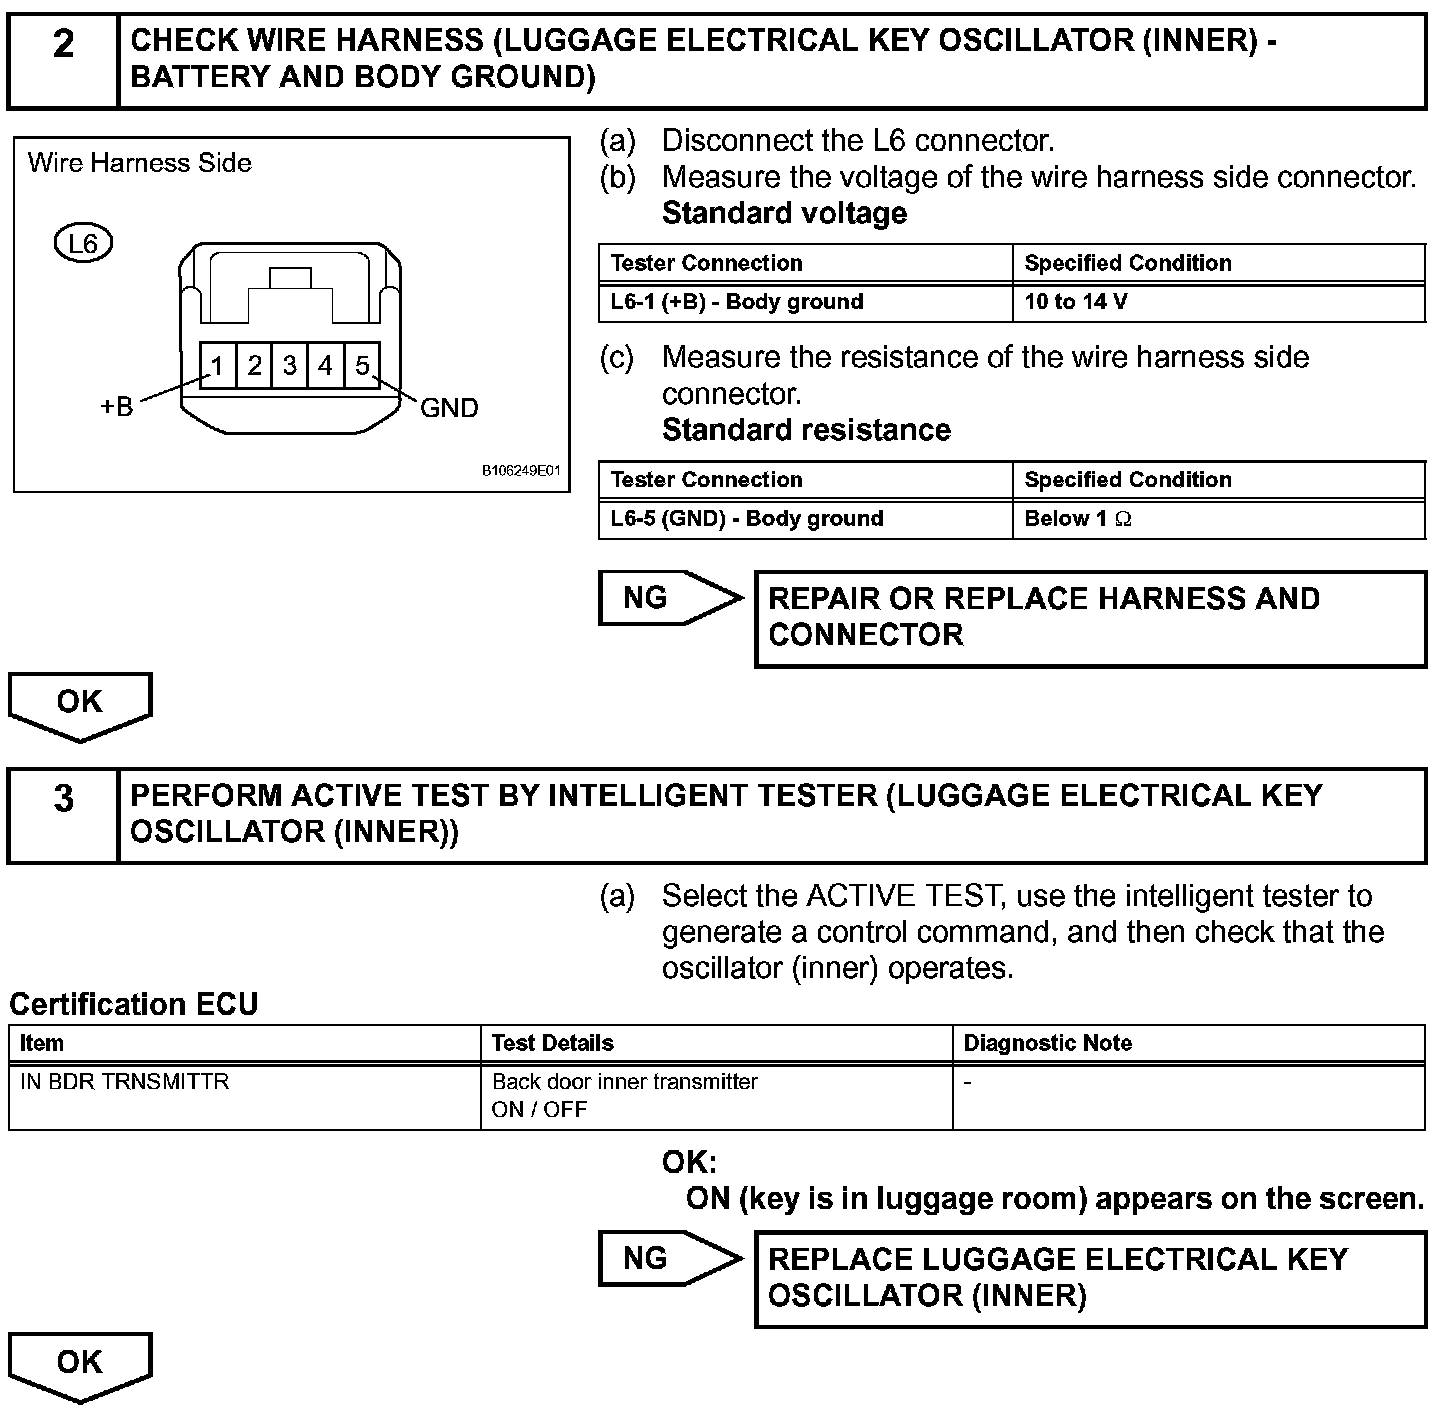 2
CHECK WIRE HARNESS (LUGGAGE ELECTRICAL KEY OSCILLATOR (INNER) -
BATTERY AND BODY GROUND)
Wire Harness Side
L6
1 2 3 4 5
+B
GND
B106249E01
(a) Disconnect the L6 connector.
(b) Measure the voltage of the wire harness side connector.
Standard voltage
Tester Connection Specified Condition
L6-1 (+B) - Body ground 10 to 14 V
(c) Measure the resistance of the wire harness side
connector.
Standard resistance
Tester Connection Specified Condition
L6-5 (GND) - Body ground Below 1 Ω
NG
REPAIR OR REPLACE HARNESS AND
CONNECTOR
OK
3
PERFORM ACTIVE TEST BY INTELLIGENT TESTER (LUGGAGE ELECTRICAL KEY
OSCILLATOR (INNER))
(a) Select the ACTIVE TEST, use the intelligent tester to
generate a control command, and then check that the
oscillator (inner) operates.
Certification ECU
Item Test Details Diagnostic Note
IN BDR TRNSMITTR Back door inner transmitter -
ON / OFF
OK:
ON (key is in luggage room) appears on the screen.
NG
REPLACE LUGGAGE ELECTRICAL KEY
OSCILLATOR (INNER)
OK